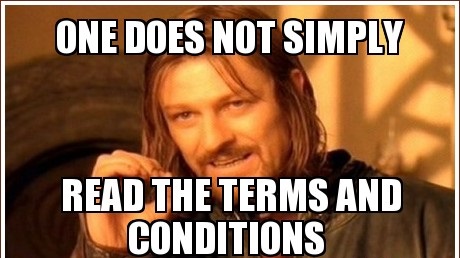 ONE DOES NOT SIMPLY
READ THE TERMS AND
CONDITIONS